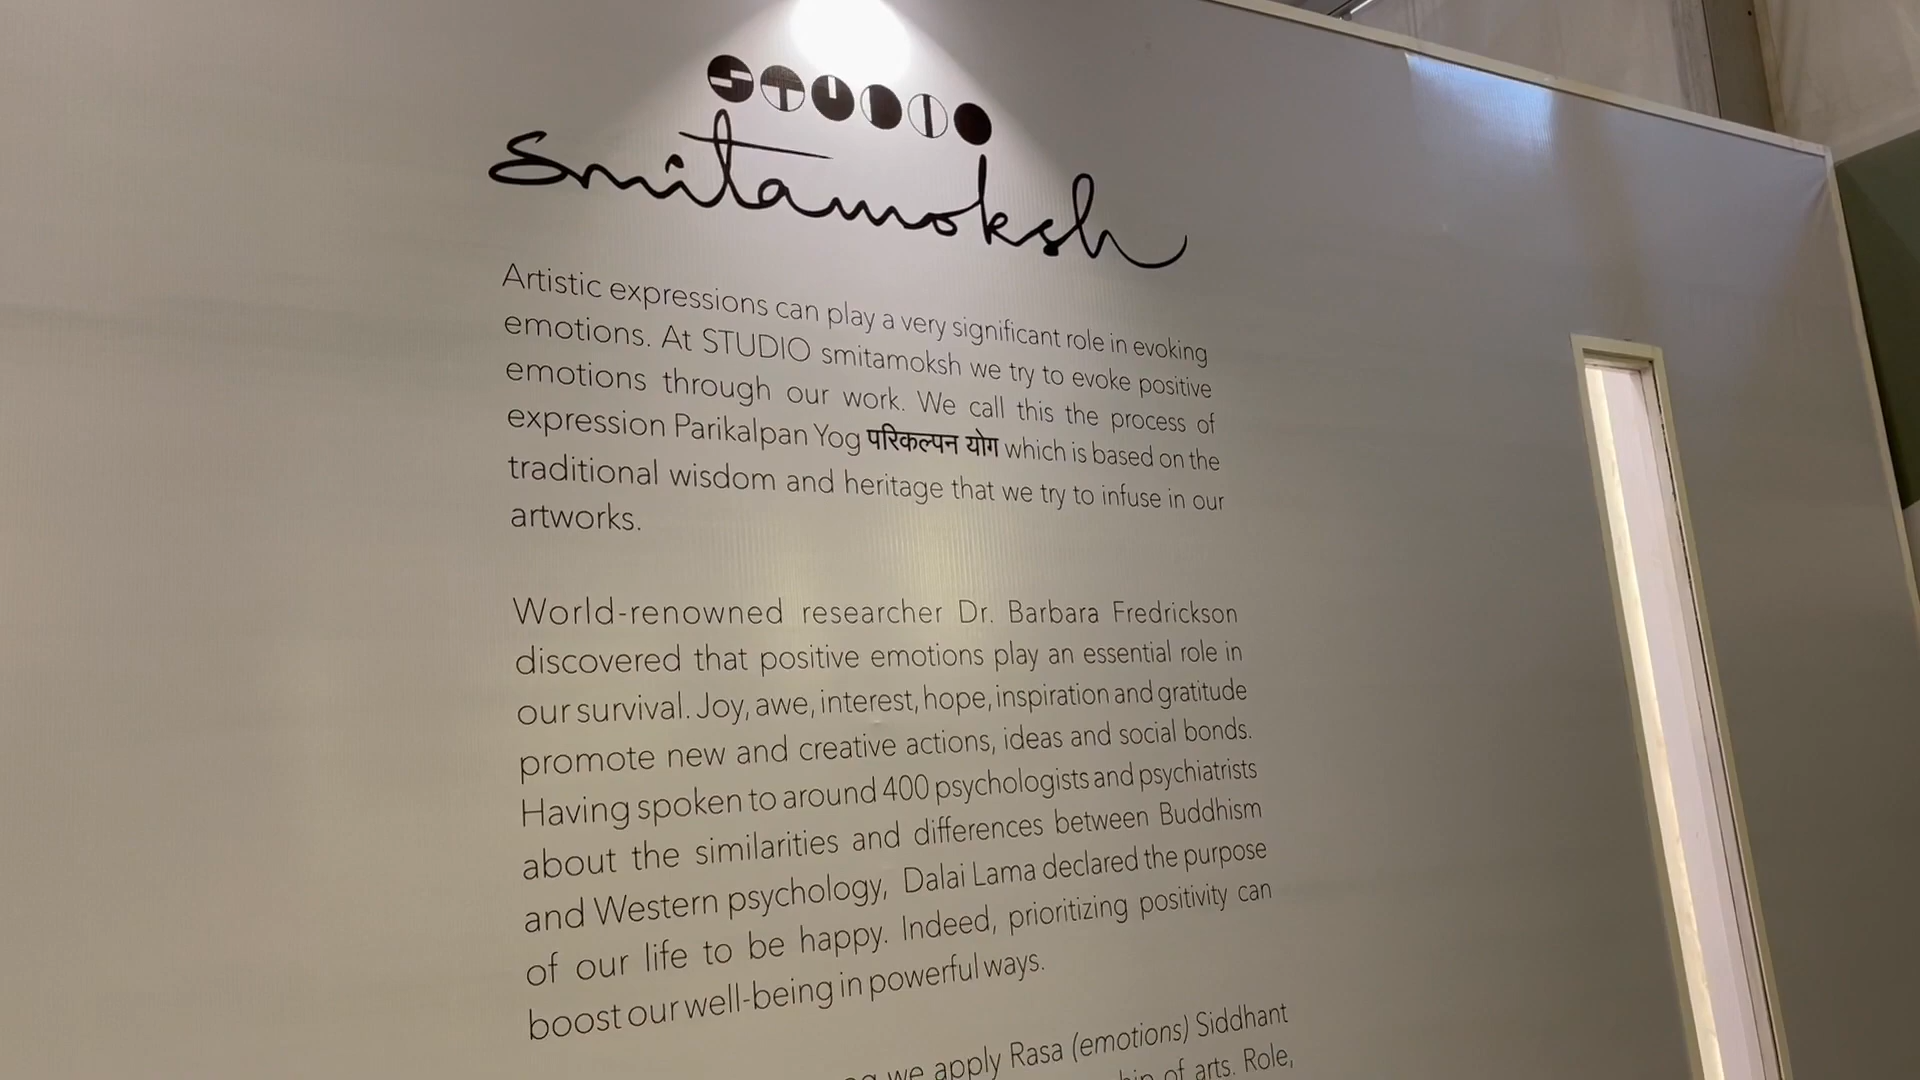 STUDIO
smitamoksh
Artistic expressions can play a very significant role in evoking
emotions. At STUDIO smitamoksh we try to evoke positive
emotions through our work. We call this the process of
expression Parikalpan Yog परिकल्पन योग which is based on the
traditional wisdom and heritage that we try to infuse in our
artworks.
World-renowned researcher Dr. Barbara Fredrickson
discovered that positive emotions play an essential role in
our survival. Joy, awe, interest, hope, inspiration and gratitude
promote new and creative actions, ideas and social bonds.
Having spoken to around 400 psychologists and psychiatrists
about the similarities and differences between Buddhism
and Western psychology, Dalai Lama declared the purpose
of our life to be happy. Indeed, prioritizing positivity can
boost our well-being in powerful ways.
we apply Rasa (emotions) Siddhant
of arts. Role,